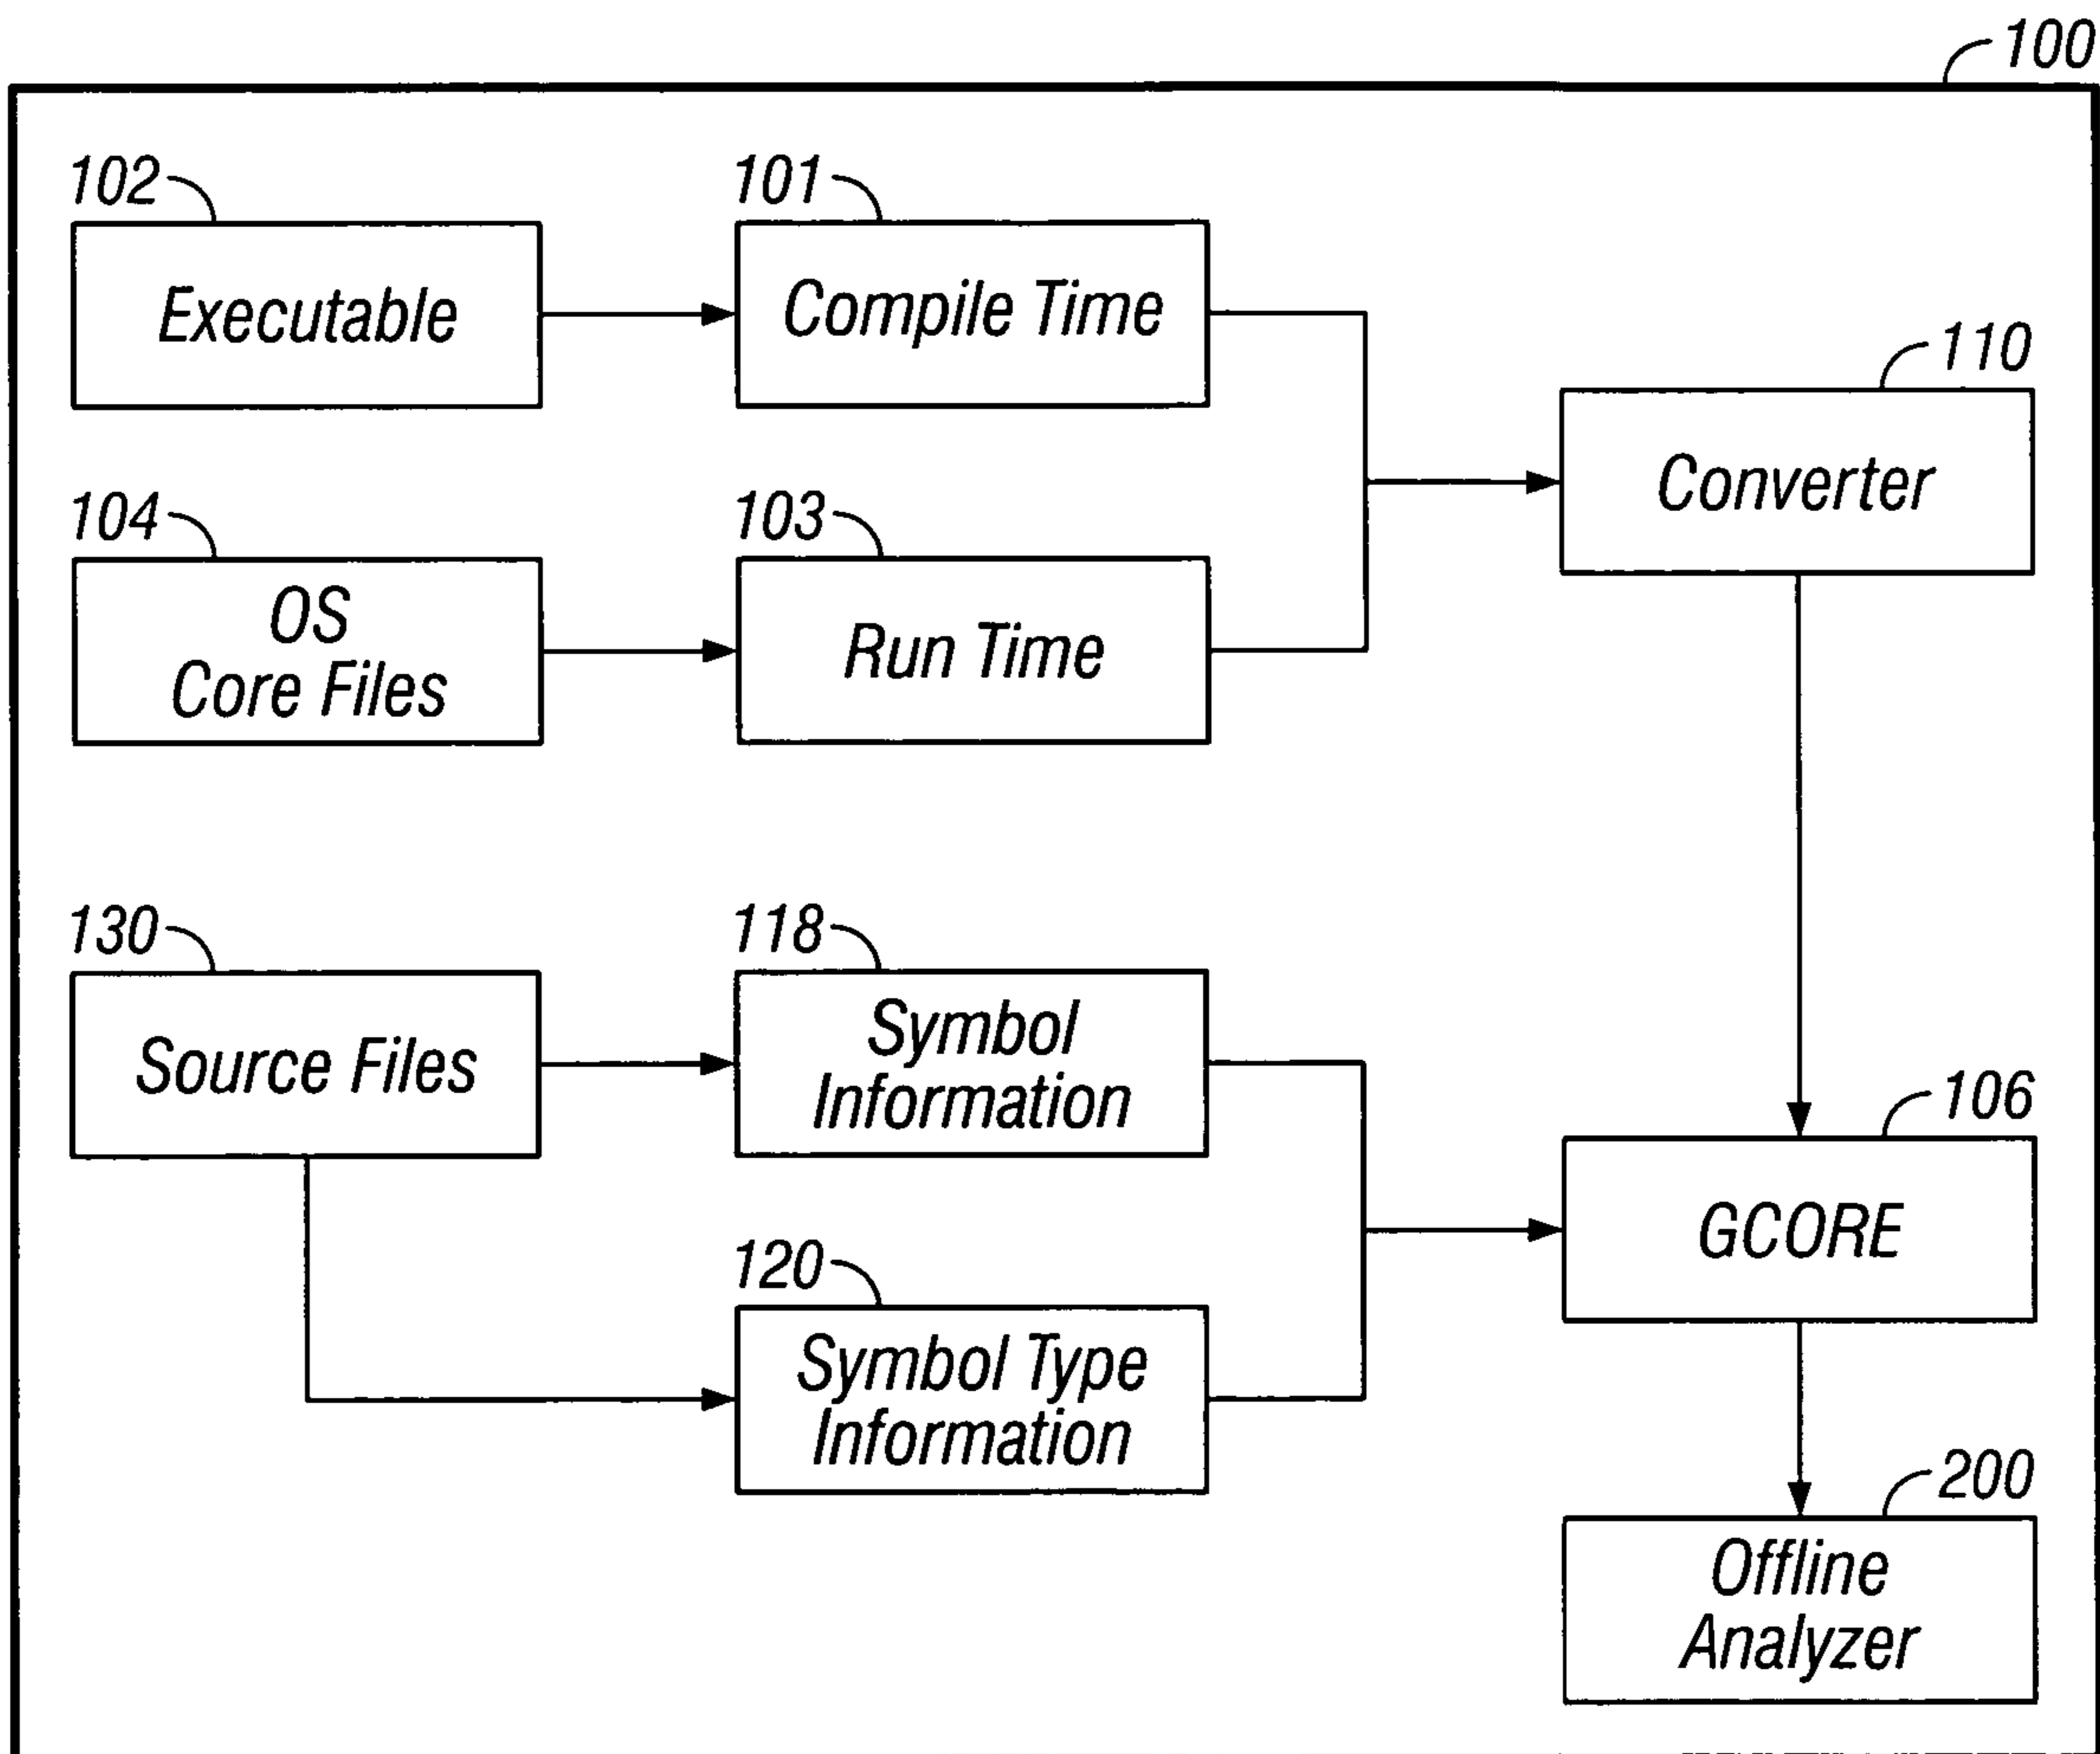 100
102
Executable
101
Compile Time
110
Converter
104
OS
Core Files
103
Run Time
130
Source Files
118
Symbol
Information
106
GCORE
120
Symbol Type
Information
200
Offline
Analyzer